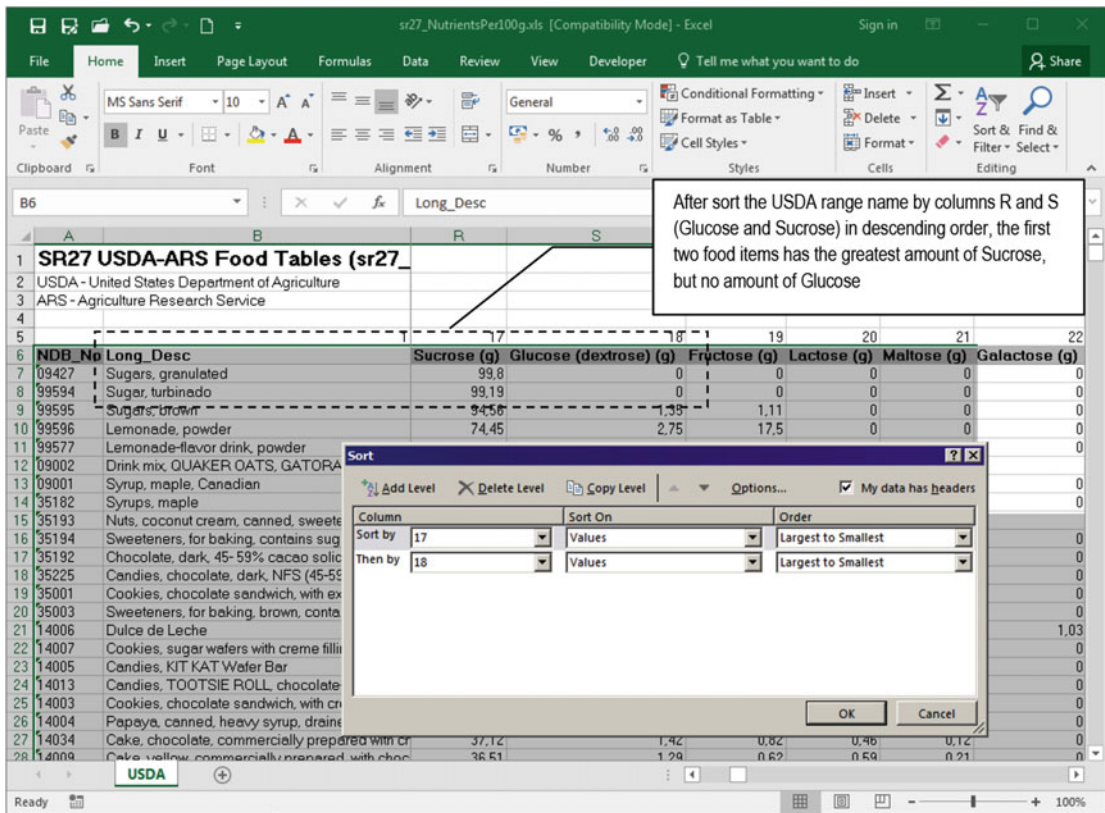 sr27_NutrientsPer100g.xls [Compatibility Mode] - Excel
Sign in
File Home Insert Page Layout Formulas Data Review View Developer Tell me what you want to do Share
Paste
MS Sans Serif 10
B I U
General
Conditional Formatting
Format as Table
Cell Styles
Insert
Delete
Format
Sort & Filter
Find & Select
Clipboard Font Alignment Number Styles Cells Editing
B6 fx Long_Desc
After sort the USDA range name by columns R and S
(Glucose and Sucrose) in descending order, the first
two food items has the greatest amount of Sucrose,
but no amount of Glucose
A B R S
1 SR27 USDA-ARS Food Tables (sr27_
2 USDA - United States Department of Agriculture
3 ARS - Agriculture Research Service
4
5 1 17 18 19 20 21 22
6 NDB_No Long_Desc Sucrose (g) Glucose (dextrose) (g) Fructose (g) Lactose (g) Maltose (g) Galactose (g)
7 09427 Sugars, granulated 99,8 0 0 0 0 0
8 99594 Sugar, turbinado 99,19 0 0 0 0 0
9 99595 Sugars, brown 94,56 1,35 1,11 0 0 0
10 99596 Lemonade, powder 74,45 2,75 17,5 0 0 0
11 99577 Lemonade-flavor drink, powder 0
12 09002 Drink mix, QUAKER OATS, GATORA
13 09001 Syrup, maple, Canadian 0
14 35182 Syrups, maple 0
15 35193 Nuts, coconut cream, canned, sweete
16 35194 Sweeteners, for baking, contains sug 0
17 35192 Chocolate, dark, 45- 59% cacao solid 0
18 35225 Candies, chocolate, dark, NFS (45-59 0
19 35001 Cookies, chocolate sandwich, with ex 0
20 35003 Sweeteners, for baking, brown, conta 0
21 14006 Dulce de Leche 1,03
22 14007 Cookies, sugar wafers with creme filli 0
23 14005 Candies, KIT KAT Wafer Bar 0
24 14013 Candies, TOOTSIE ROLL, chocolate- 0
25 14003 Cookies, chocolate sandwich, with cr 0
26 14004 Papaya, canned, heavy syrup, draine 0
27 14034 Cake, chocolate, commercially prepared with cr 37,12 1,42 0,82 0,46 0,12 0
28 14009 Cake, yellow, commercially prepared, with choc 36,51 1,29 0,62 0,59 0,21 0
Sort
Add Level Delete Level Copy Level Options... My data has headers
Column Sort On Order
Sort by 17 Values Largest to Smallest
Then by 18 Values Largest to Smallest
OK Cancel
USDA
Ready 100%